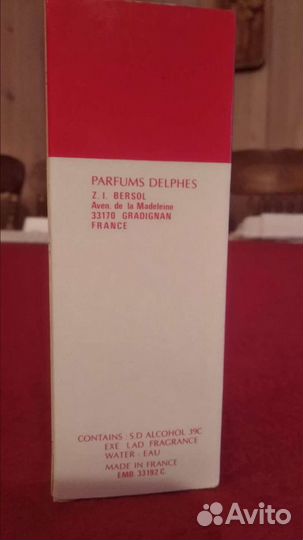 PARFUMS DELPHES
Z. I. BERSOL
Aven. de la Madeleine
33170 GRADIGNAN
FRANCE
CONTAINS : S.D ALCOHOL 39C
EXE LAD FRAGRANCE
WATER - EAU
MADE IN FRANCE
EMB 33192 C.
Avito